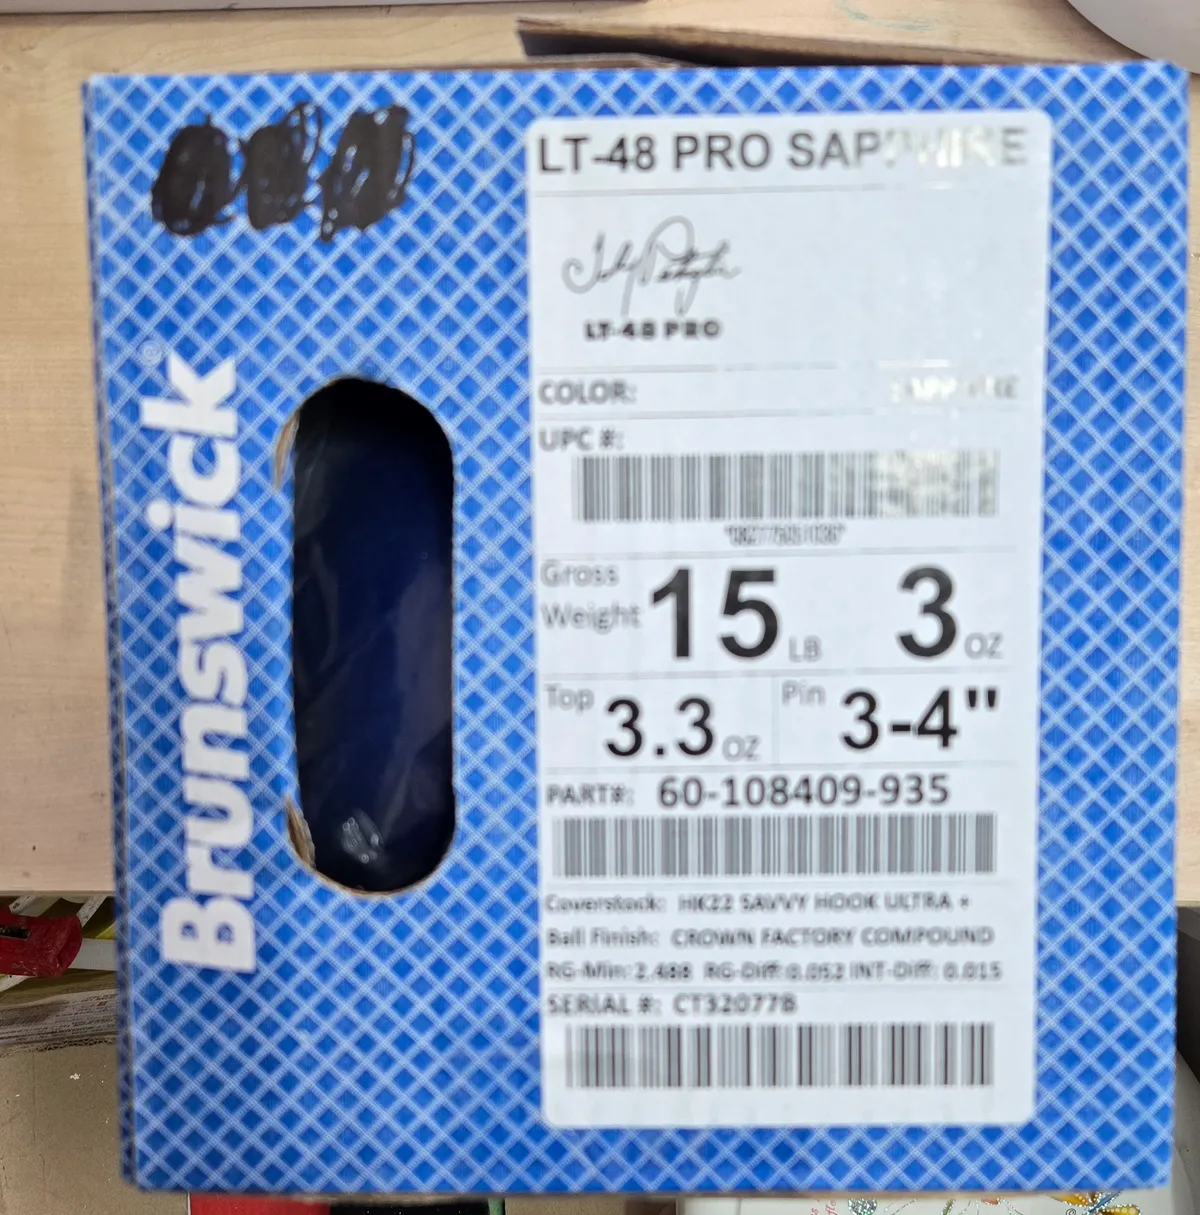 Brunswick
LT-48 PRO SAPPHIRE
LT-48 PRO
COLOR: SAPPHIRE
UPC #:
Gross Weight 15 LB 3 OZ
Top 3.3 OZ Pin 3-4"
PART#: 60-108409-935
Coverstock: HK22 SAVVY HOOK ULTRA +
Ball Finish: CROWN FACTORY COMPOUND
RG-Min: 2.488 RG-Diff: 0.052 INT-Diff: 0.015
SERIAL #: CT32077B